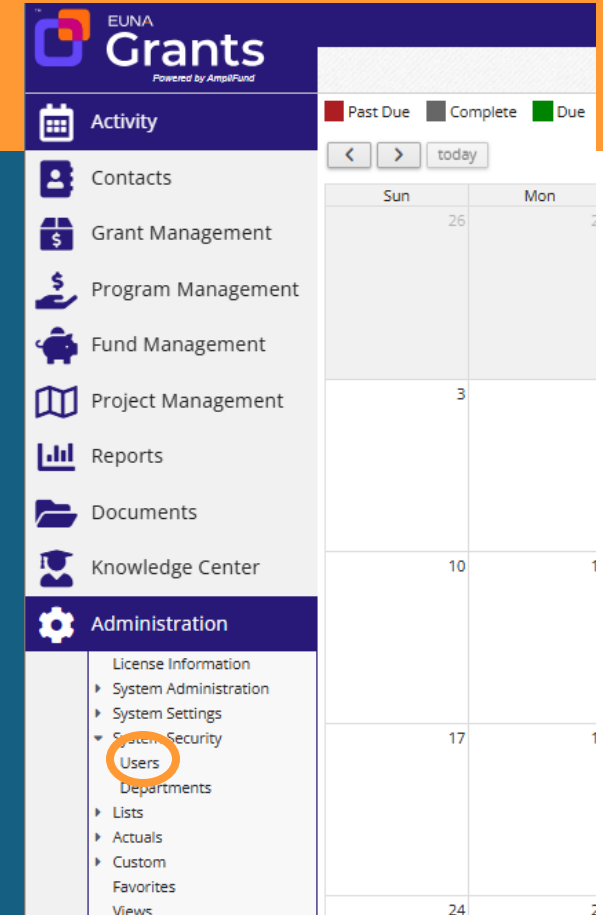 EUNA
Grants
Powered by AmpliFund
Activity
Past Due Complete Due
< > today
Contacts
Sun Mon
26
Grant Management
Program Management
Fund Management
Project Management
3
Reports
Documents
Knowledge Center
10
Administration
License Information
System Administration
System Settings
System Security
17
Users
Departments
Lists
Actuals
Custom
Favorites
Views
24